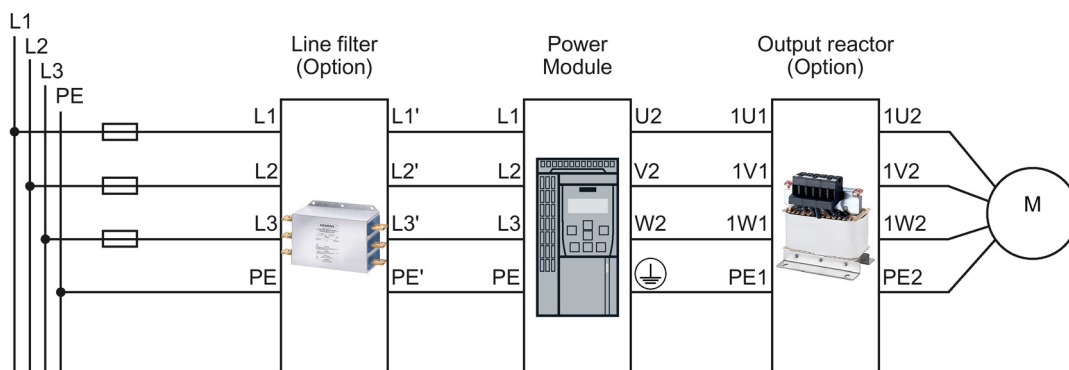 L1
L2
L3
PE
Line filter
(Option)
Power
Module
Output reactor
(Option)
L1 L1' L1 U2 1U1 1U2
L2 L2' L2 V2 1V1 1V2
L3 L3' L3 W2 1W1 1W2
PE PE' PE PE1 PE2
M
SIEMENS